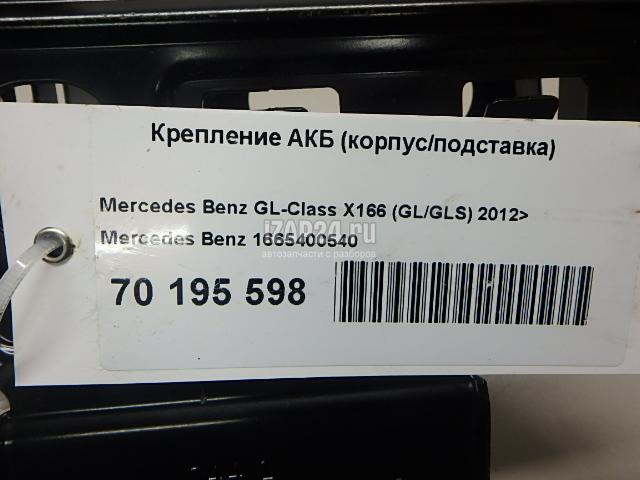 Крепление АКБ (корпус/подставка)
Mercedes Benz GL-Class X166 (GL/GLS) 2012>
IZAP24.ru
Mercedes Benz 1665400540
автозапчасти с разборов
70 195 598